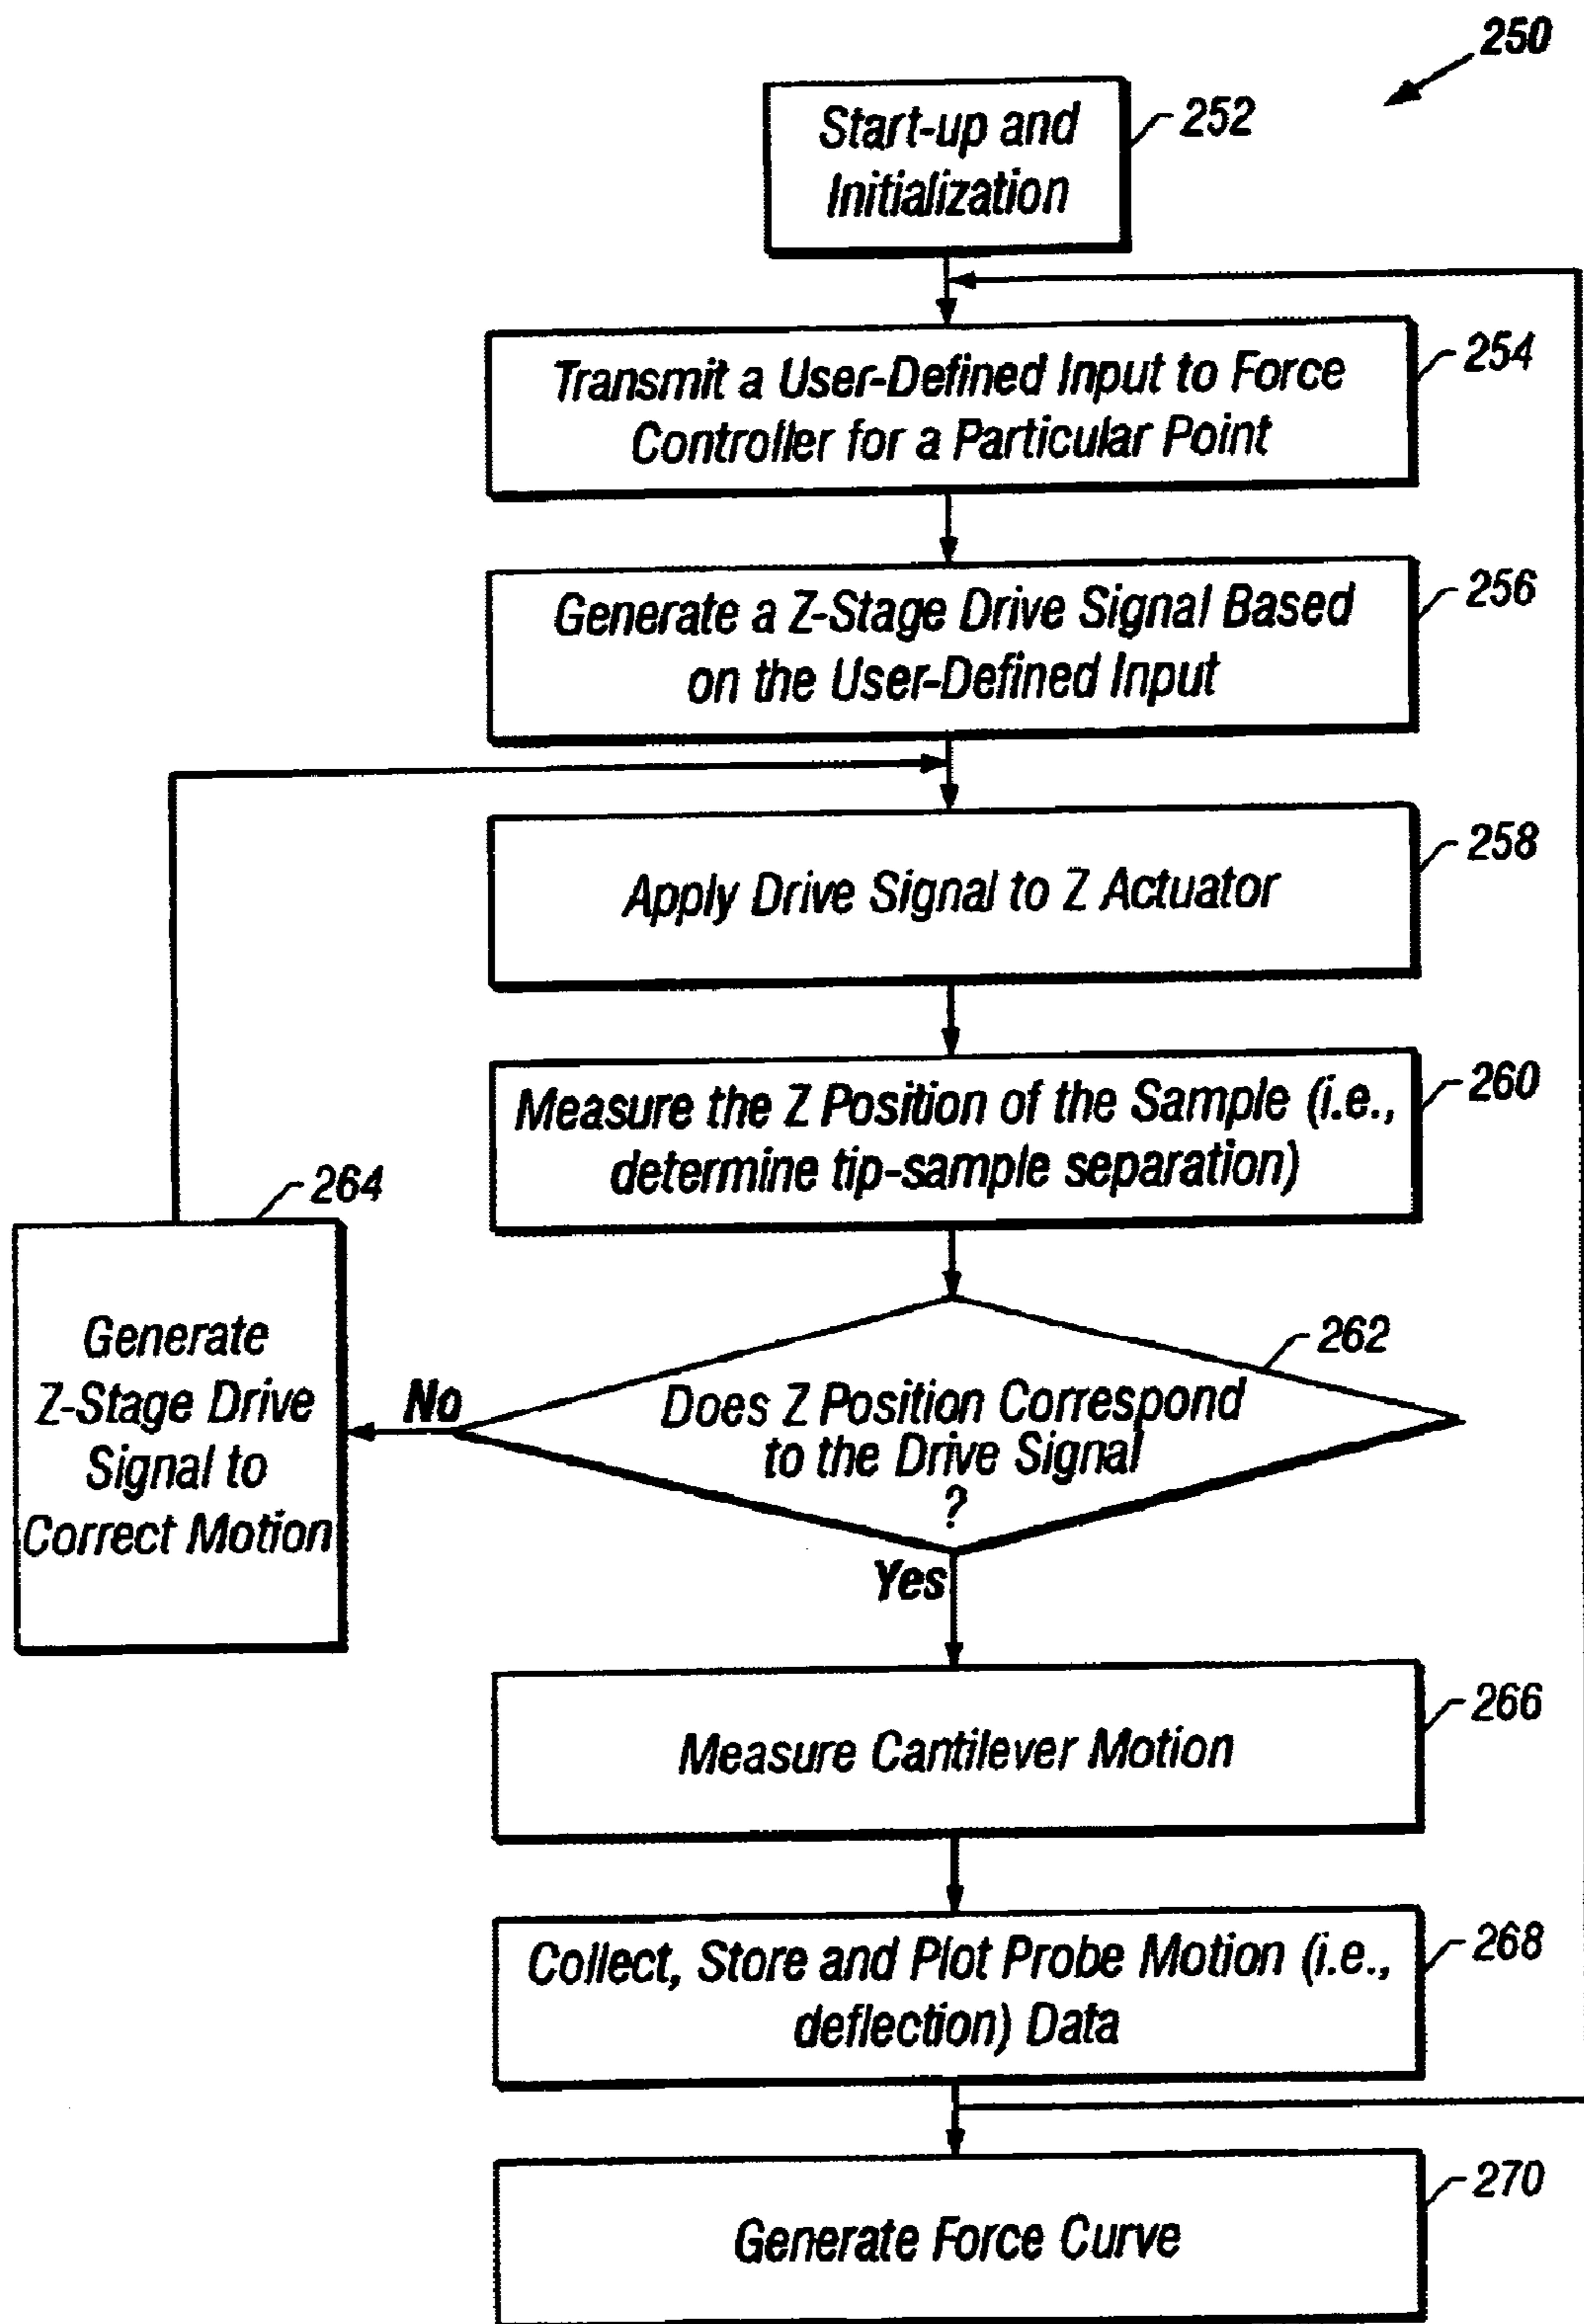 250
Start-up and
Initialization
252
Transmit a User-Defined Input to Force
Controller for a Particular Point
254
Generate a Z-Stage Drive Signal Based
on the User-Defined Input
256
Apply Drive Signal to Z Actuator
258
Measure the Z Position of the Sample (i.e.,
determine tip-sample separation)
260
264
Generate
Z-Stage Drive
Signal to
Correct Motion
No
262
Does Z Position Correspond
to the Drive Signal
?
Yes
Measure Cantilever Motion
266
Collect, Store and Plot Probe Motion (i.e.,
deflection) Data
268
Generate Force Curve
270